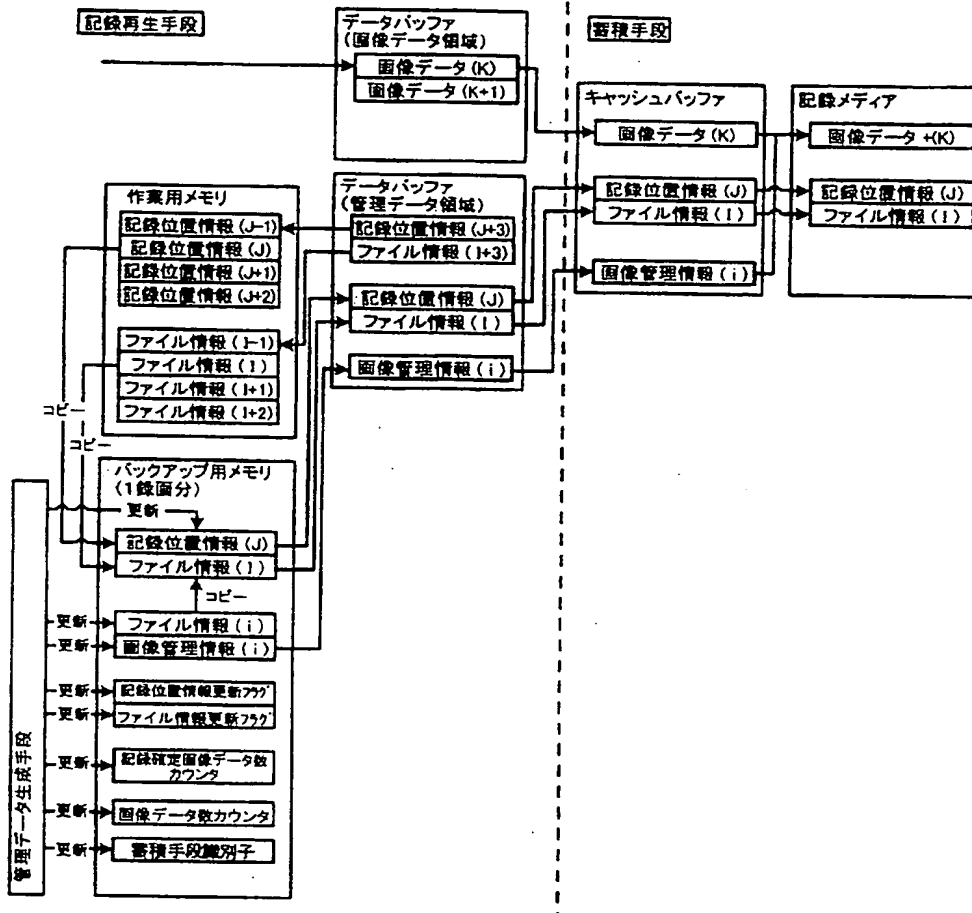 記録再生手段
データバッファ
(画像データ領域)
画像データ(K)
画像データ(K+1)
蓄積手段
キャッシュバッファ
画像データ(K)
記録位置情報(J)
ファイル情報(I)
画像管理情報(i)
記録メディア
画像データ+(K)
記録位置情報(J)
ファイル情報(I)
作業用メモリ
記録位置情報(J-1)
記録位置情報(J)
記録位置情報(J+1)
記録位置情報(J+2)
ファイル情報(I-1)
ファイル情報(I)
ファイル情報(I+1)
ファイル情報(I+2)
データバッファ
(管理データ領域)
記録位置情報(J+3)
ファイル情報(I+3)
記録位置情報(J)
ファイル情報(I)
画像管理情報(i)
コピー
コピー
バックアップ用メモリ
(1録画分)
更新
記録位置情報(J)
ファイル情報(I)
コピー
更新
ファイル情報(i)
更新
画像管理情報(i)
更新
記録位置情報更新フラグ
更新
ファイル情報更新フラグ
更新
記録確定画像データ数
カウンタ
更新
画像データ数カウンタ
更新
蓄積手段識別子
管理データ生成手段